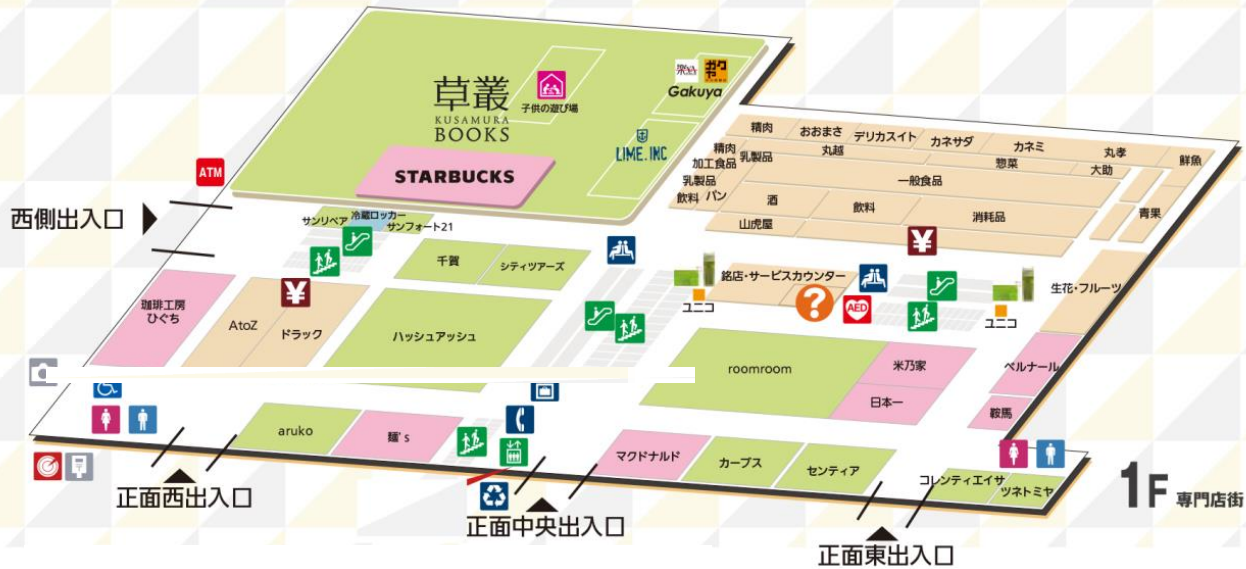 草叢
KUSAMURA
BOOKS
子供の遊び場
ガクヤ
Gakuya
LIME.INC
STARBUCKS
ATM
西側出入口
サンリペア
冷蔵ロッカー
サンフォート21
千賀
シティツアーズ
珈琲工房
ひぐち
AtoZ
¥
ドラック
ハッシュアッシュ
精肉
おおまさ
デリカスイト
カネサダ
カネミ
丸孝
鮮魚
精肉
加工食品
乳製品
丸越
惣菜
大助
乳製品
一般食品
飲料
パン
酒
飲料
消耗品
青果
山虎屋
¥
銘店・サービスカウンター
?
AED
ユニコ
ユニコ
生花・フルーツ
roomroom
米乃家
日本一
ベルナール
鞍馬
aruko
麺's
マクドナルド
カーブス
センティア
コレンティエイサ
ツネトミヤ
正面西出入口
正面中央出入口
正面東出入口
1F 専門店街